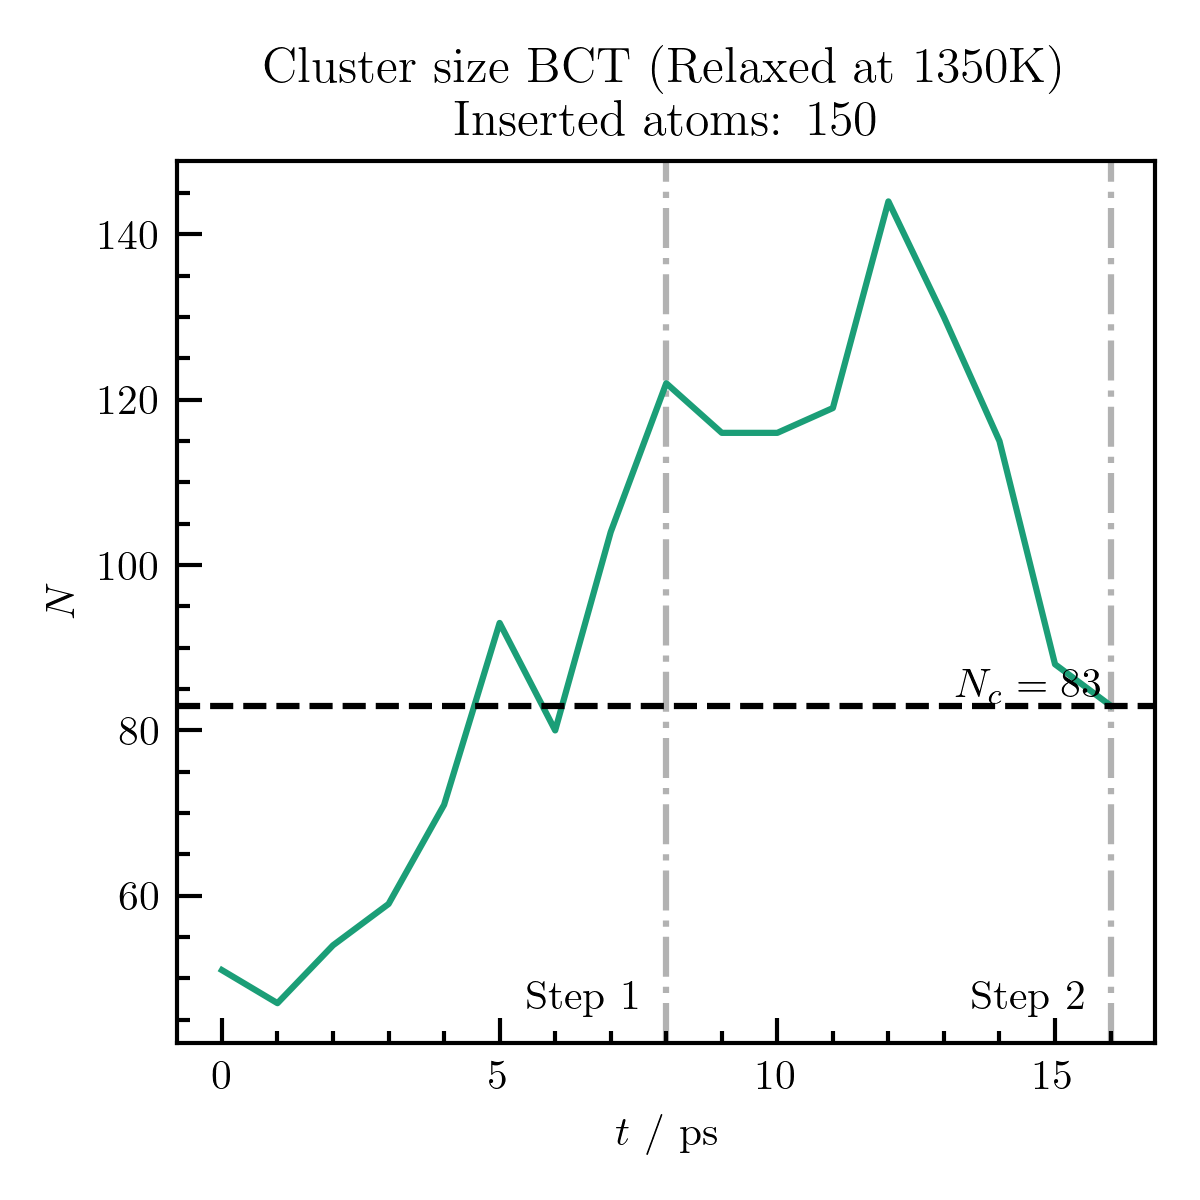 Cluster size BCT (Relaxed at 1350K)
Inserted atoms: 150
140
120
100
80
60
N
N_c = 83
Step 1
Step 2
0
5
10
15
t / ps